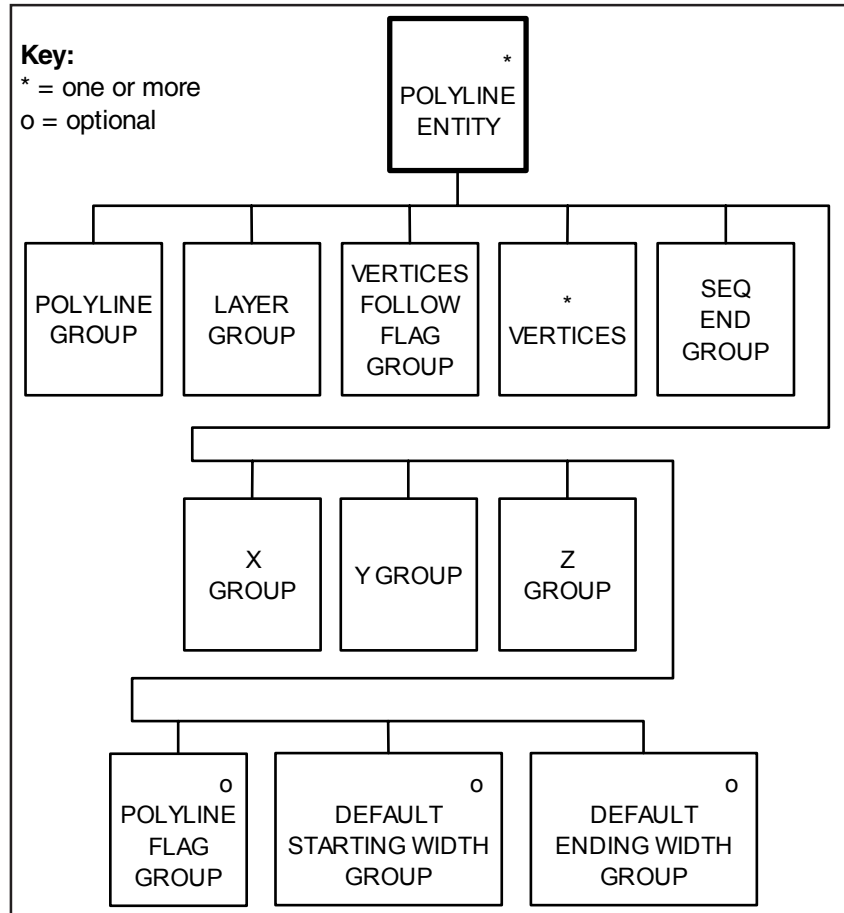 Key:
* = one or more
o = optional
*
POLYLINE
ENTITY
POLYLINE
GROUP
LAYER
GROUP
VERTICES
FOLLOW
FLAG
GROUP
*
VERTICES
SEQ
END
GROUP
X
GROUP
Y GROUP
Z
GROUP
o
POLYLINE
FLAG
GROUP
o
DEFAULT
STARTING WIDTH
GROUP
o
DEFAULT
ENDING WIDTH
GROUP